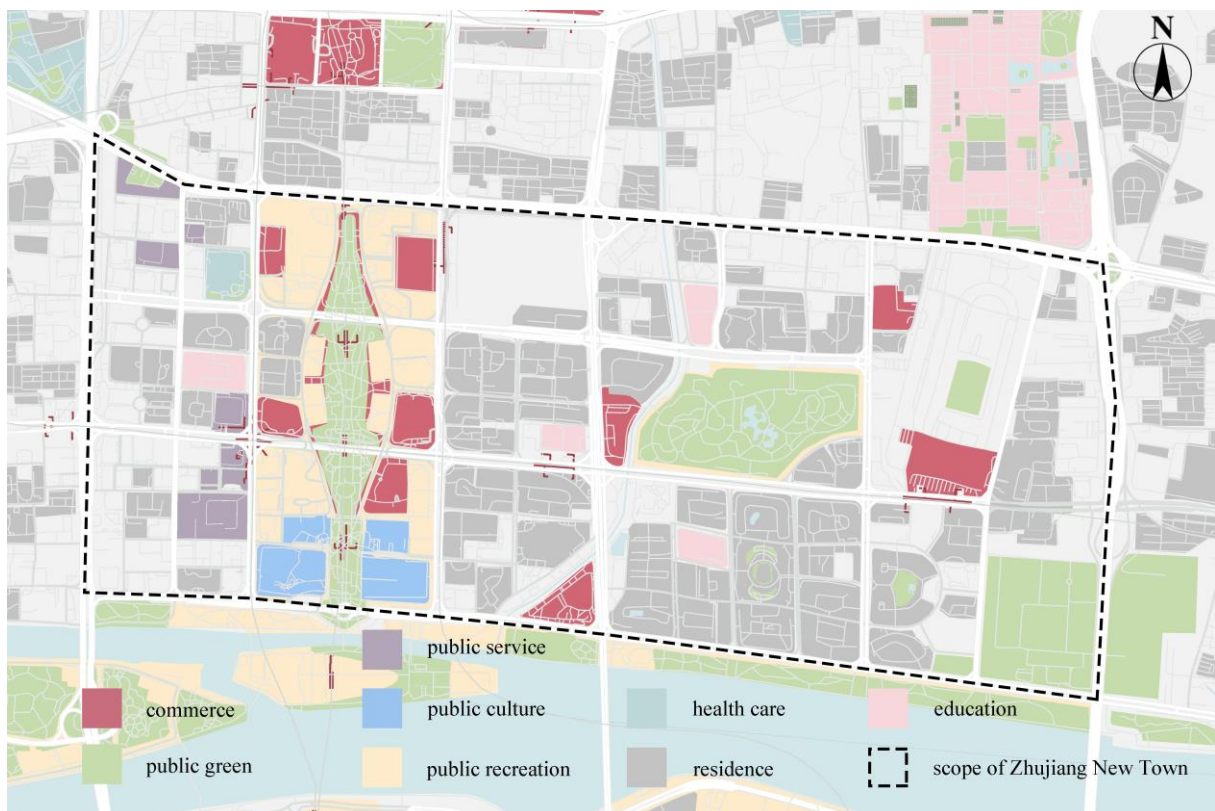 N
public service
commerce
public culture
health care
education
public green
public recreation
residence
scope of Zhujiang New Town